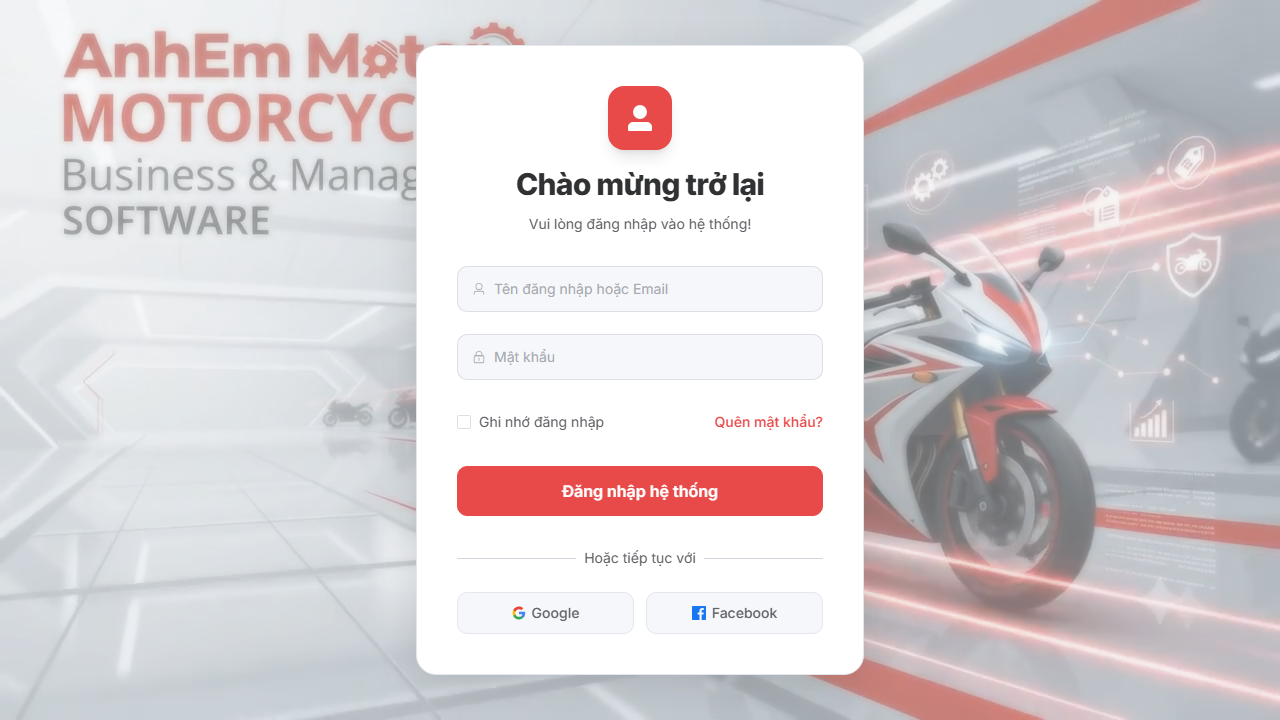 AnhEm Motor
MOTORCYC
Business & Manag
SOFTWARE
Chào mừng trở lại
Vui lòng đăng nhập vào hệ thống!
Tên đăng nhập hoặc Email
Mật khẩu
Ghi nhớ đăng nhập
Quên mật khẩu?
Đăng nhập hệ thống
Hoặc tiếp tục với
Google
Facebook